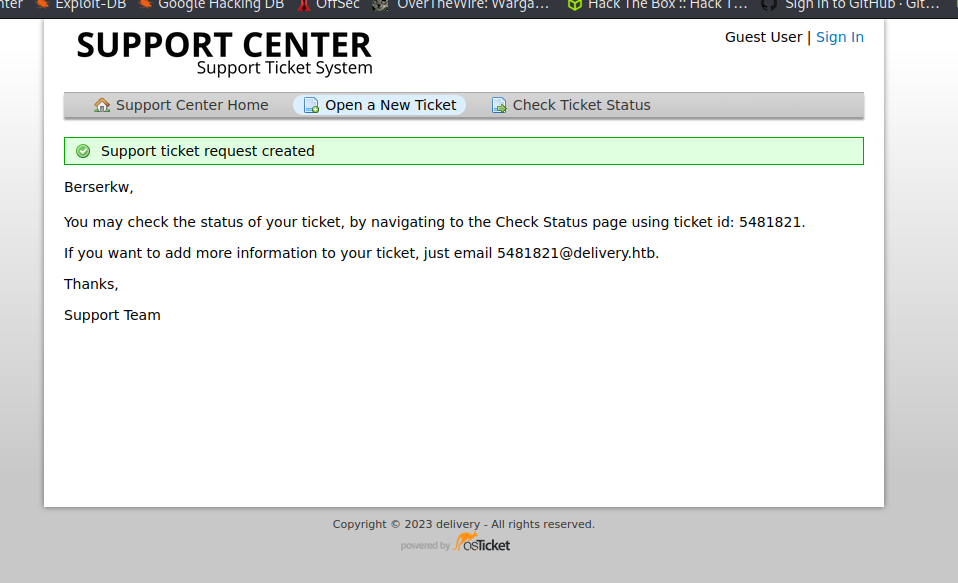 nter Exploit-DB Google Hacking DB OffSec OverTheWire: Warga... Hack The Box :: Hack T... Sign in to GitHub · Git...
SUPPORT CENTER
Support Ticket System
Guest User | Sign In
Support Center Home Open a New Ticket Check Ticket Status
Support ticket request created
Berserkw,
You may check the status of your ticket, by navigating to the Check Status page using ticket id: 5481821.
If you want to add more information to your ticket, just email 5481821@delivery.htb.
Thanks,
Support Team
Copyright © 2023 delivery - All rights reserved.
powered by osTicket